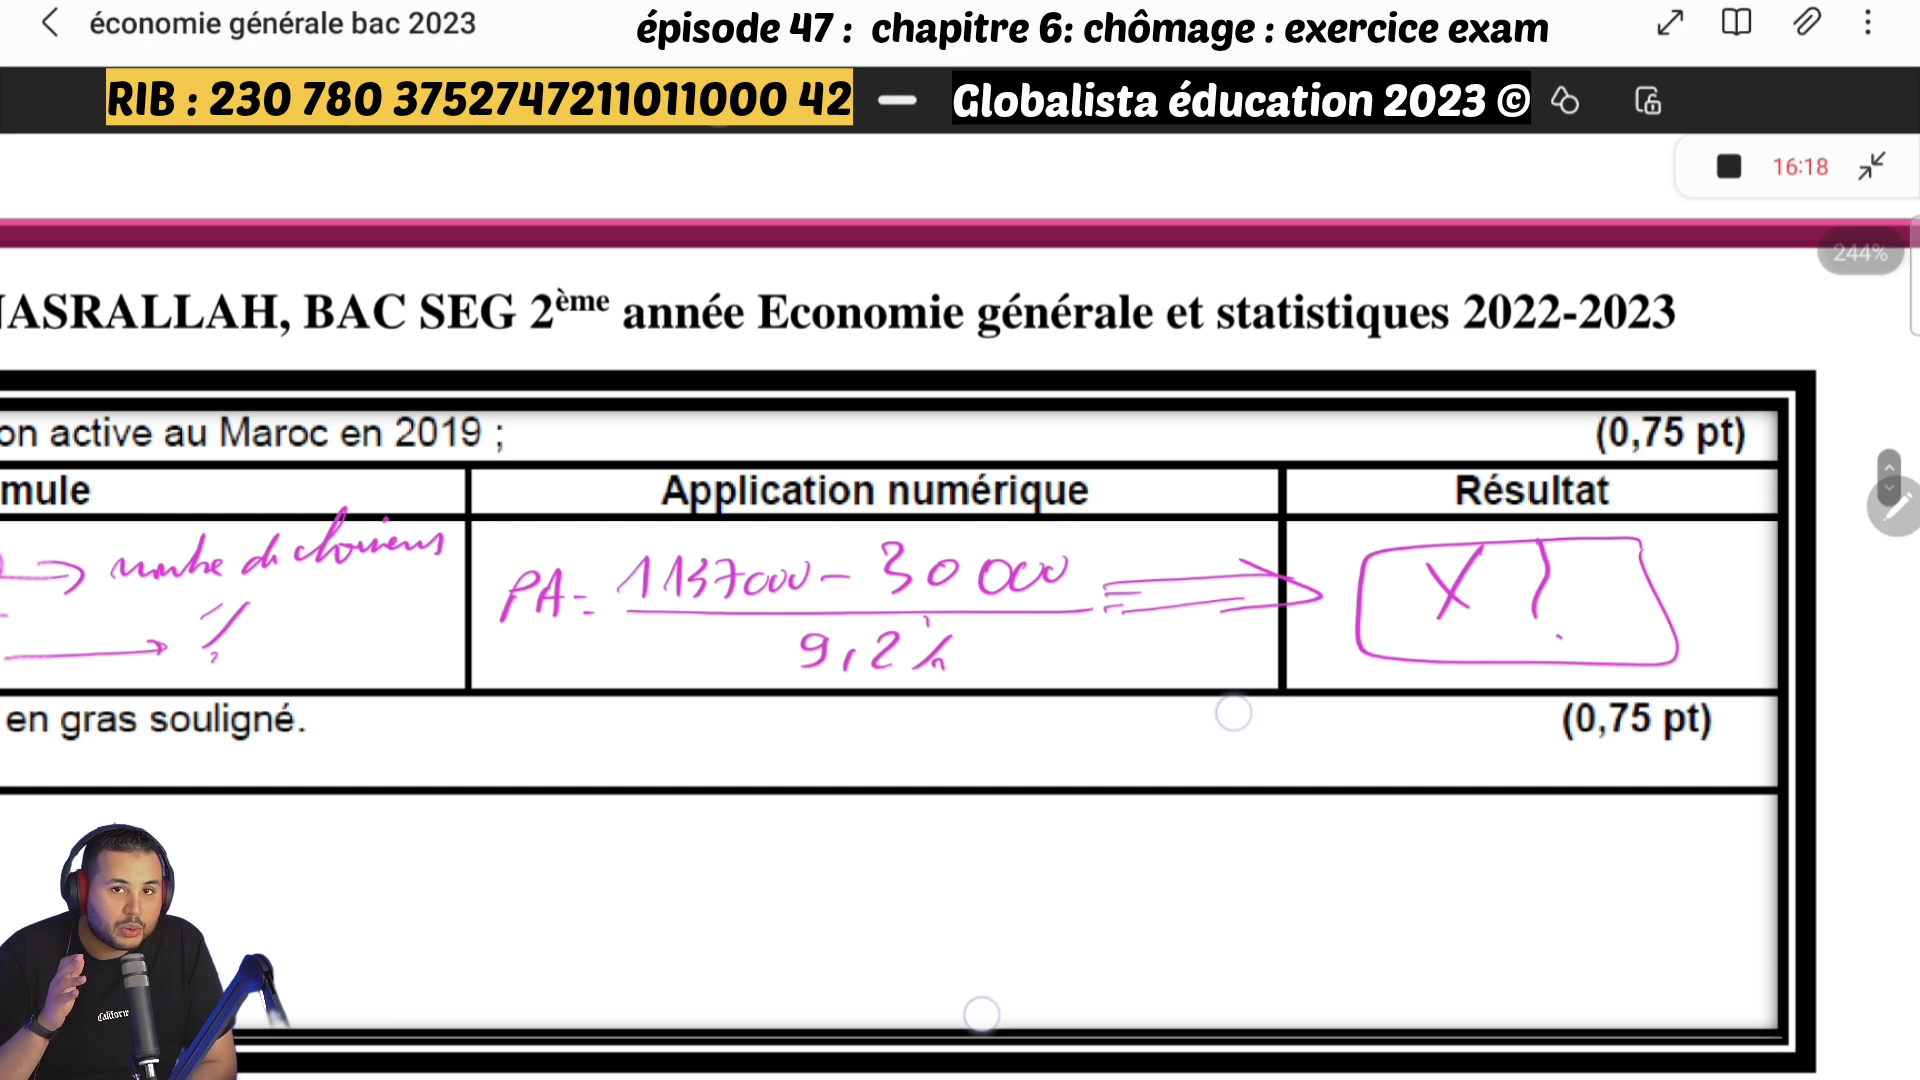 économie générale bac 2023
épisode 47 : chapitre 6: chômage : exercice exam
RIB : 230 780 3752747211011000 42
Globalista éducation 2023 ©
16:18
244%
ASRALLAH, BAC SEG 2ème année Economie générale et statistiques 2022-2023
on active au Maroc en 2019 ;
(0,75 pt)
mule
Application numérique
Résultat
nombre de chômeurs
?
PA = 1137000 - 30 000
9,2%
X ?
en gras souligné.
(0,75 pt)